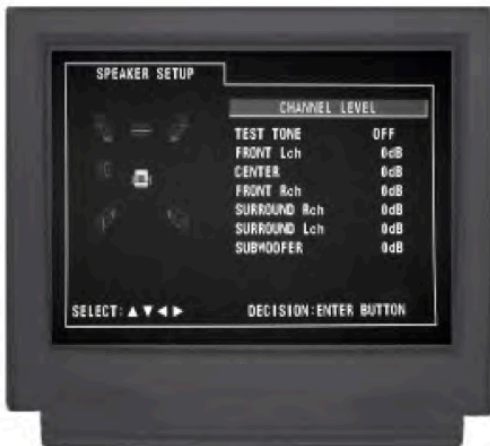 SPEAKER SETUP
CHANNEL LEVEL
TEST TONE OFF
FRONT Lch 0dB
CENTER 0dB
FRONT Rch 0dB
SURROUND Rch 0dB
SURROUND Lch 0dB
SUBWOOFER 0dB
SELECT:▲▼◀▶ DECISION:ENTER BUTTON